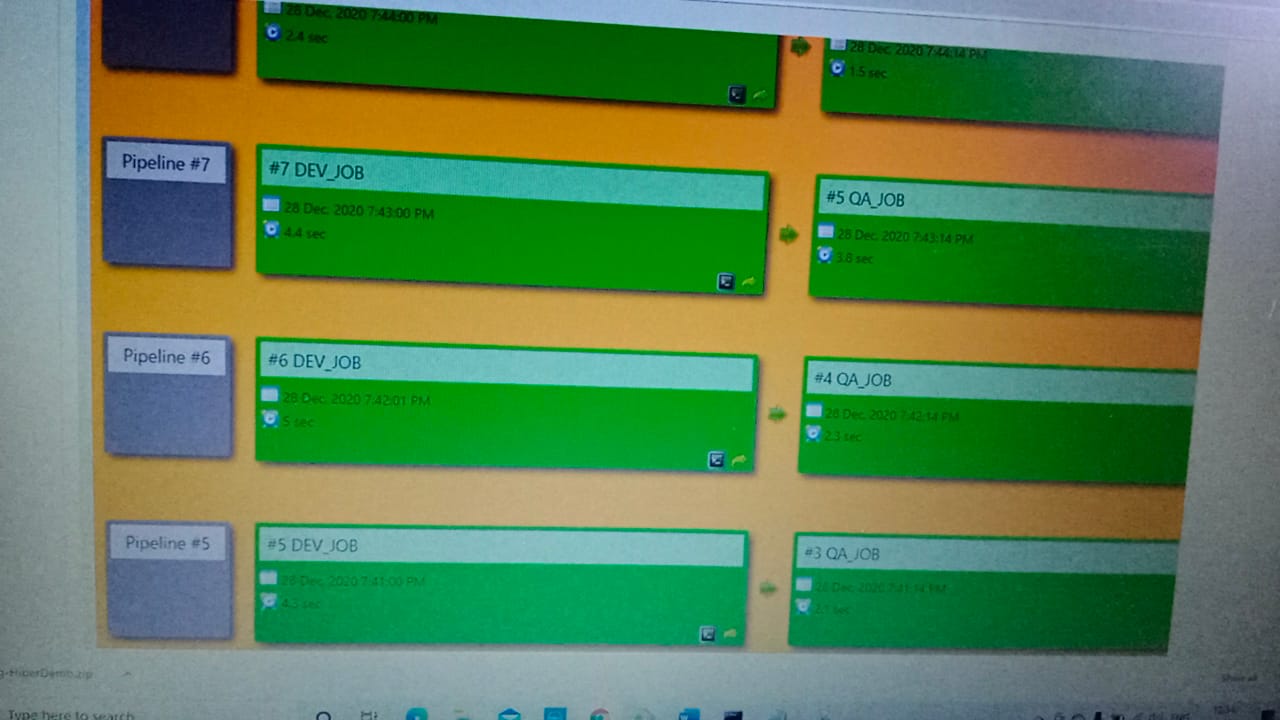 28 Dec. 2020 7:44:00 PM
2.4 sec
28 Dec. 2020 7:44:14 PM
1.5 sec
Pipeline #7
#7 DEV_JOB
28 Dec. 2020 7:43:00 PM
4.4 sec
#5 QA_JOB
28 Dec. 2020 7:43:14 PM
3.8 sec
Pipeline #6
#6 DEV_JOB
28 Dec. 2020 7:42:01 PM
5 sec
#4 QA_JOB
28 Dec. 2020 7:42:14 PM
2.3 sec
Pipeline #5
#5 DEV_JOB
28 Dec. 2020 7:41:00 PM
4.3 sec
#3 QA_JOB
28 Dec. 2020 7:41:14 PM
2.1 sec
g-HiperDemo.zip
Show all
Type here to search